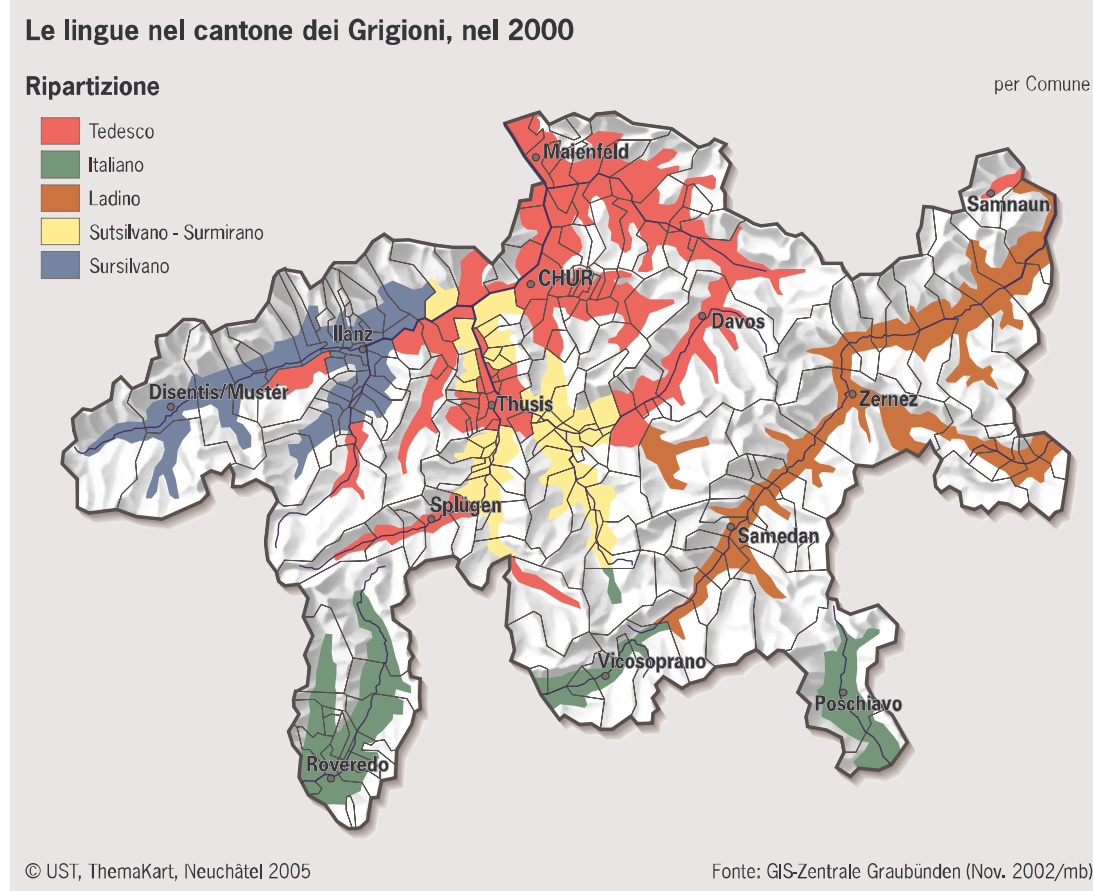 Le lingue nel cantone dei Grigioni, nel 2000
Ripartizione
per Comune
Tedesco
Italiano
Ladino
Sutsilvano - Surmirano
Sursilvano
Maienfeld
Samnaun
CHUR
Davos
Ilanz
Disentis/Mustér
Thusis
Zernez
Splügen
Samedan
Vicosoprano
Poschiavo
Roveredo
© UST, ThemaKart, Neuchâtel 2005
Fonte: GIS-Zentrale Graubünden (Nov. 2002/mb)